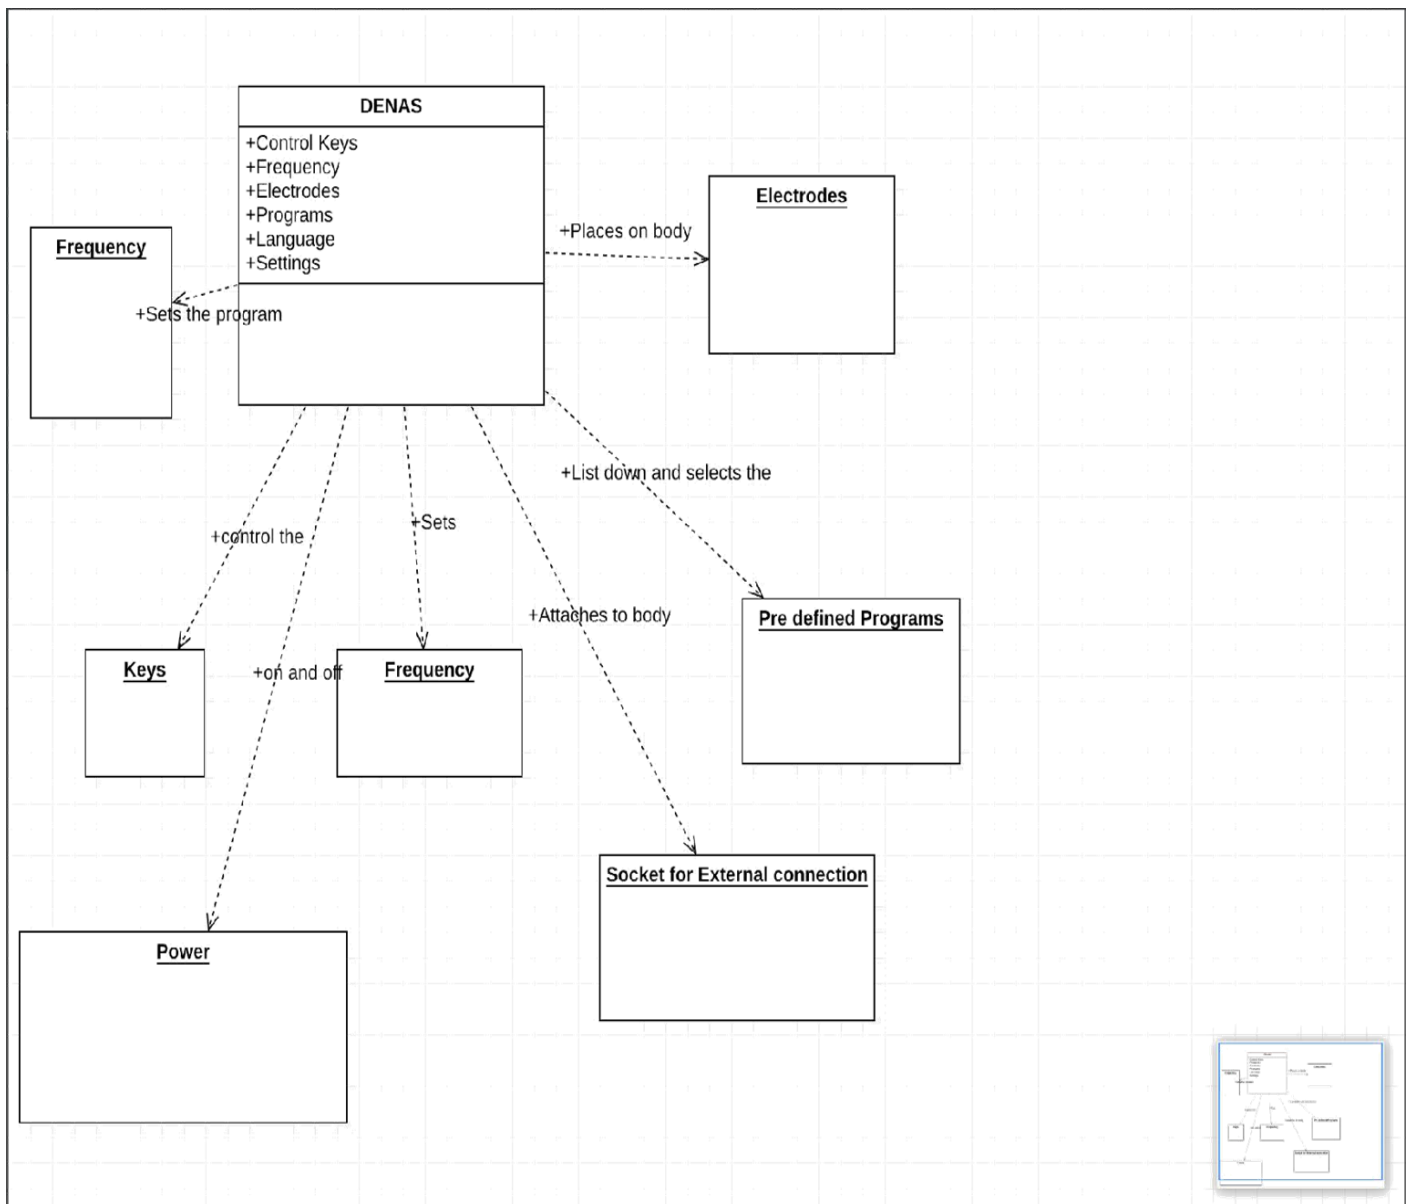 DENAS
+Control Keys
+Frequency
+Electrodes
+Programs
+Language
+Settings
Electrodes
+Places on body
Frequency
+Sets the program
+List down and selects the
+Sets
+control the
+Attaches to body
Pre defined Programs
Keys
+on and off
Frequency
Socket for External connection
Power